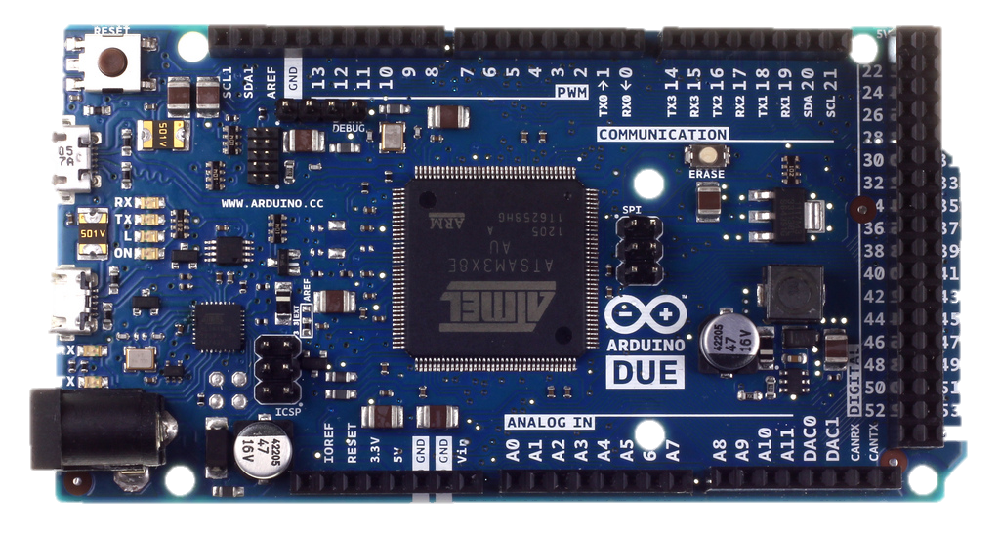 RESET
5V
SCL1
SDA1
AREF
GND
13
12
11
10
9
8
7
6
5
4
3
2
TX0→1
RX0←0
TX3 14
RX3 15
TX2 16
RX2 17
TX1 18
RX1 19
SDA 20
SCL 21
PWM
DEBUG
COMMUNICATION
ERASE
501V
05
7A
WWW.ARDUINO.CC
RX
TX
L
ON
501V
SPI
ARM
1205
A
1T6255HG
ATSAM3X8E
AU
ATMEL
AREF
EXT
ARDUINO
DUE
42205
47
16V
RX
TX
ICSP
42205
47
16V
IOREF
RESET
3.3V
5V
GND
GND
Vin
ANALOG IN
A0
A1
A2
A3
A4
A5
6
A7
A8
A9
A10
A11
DAC0
DAC1
CANRX
CANTX
DIGITAL
22
24
26
28
30
32
4
36
38
40
42
44
46
48
50
52
33
35
37
39
41
43
45
47
49
51
53